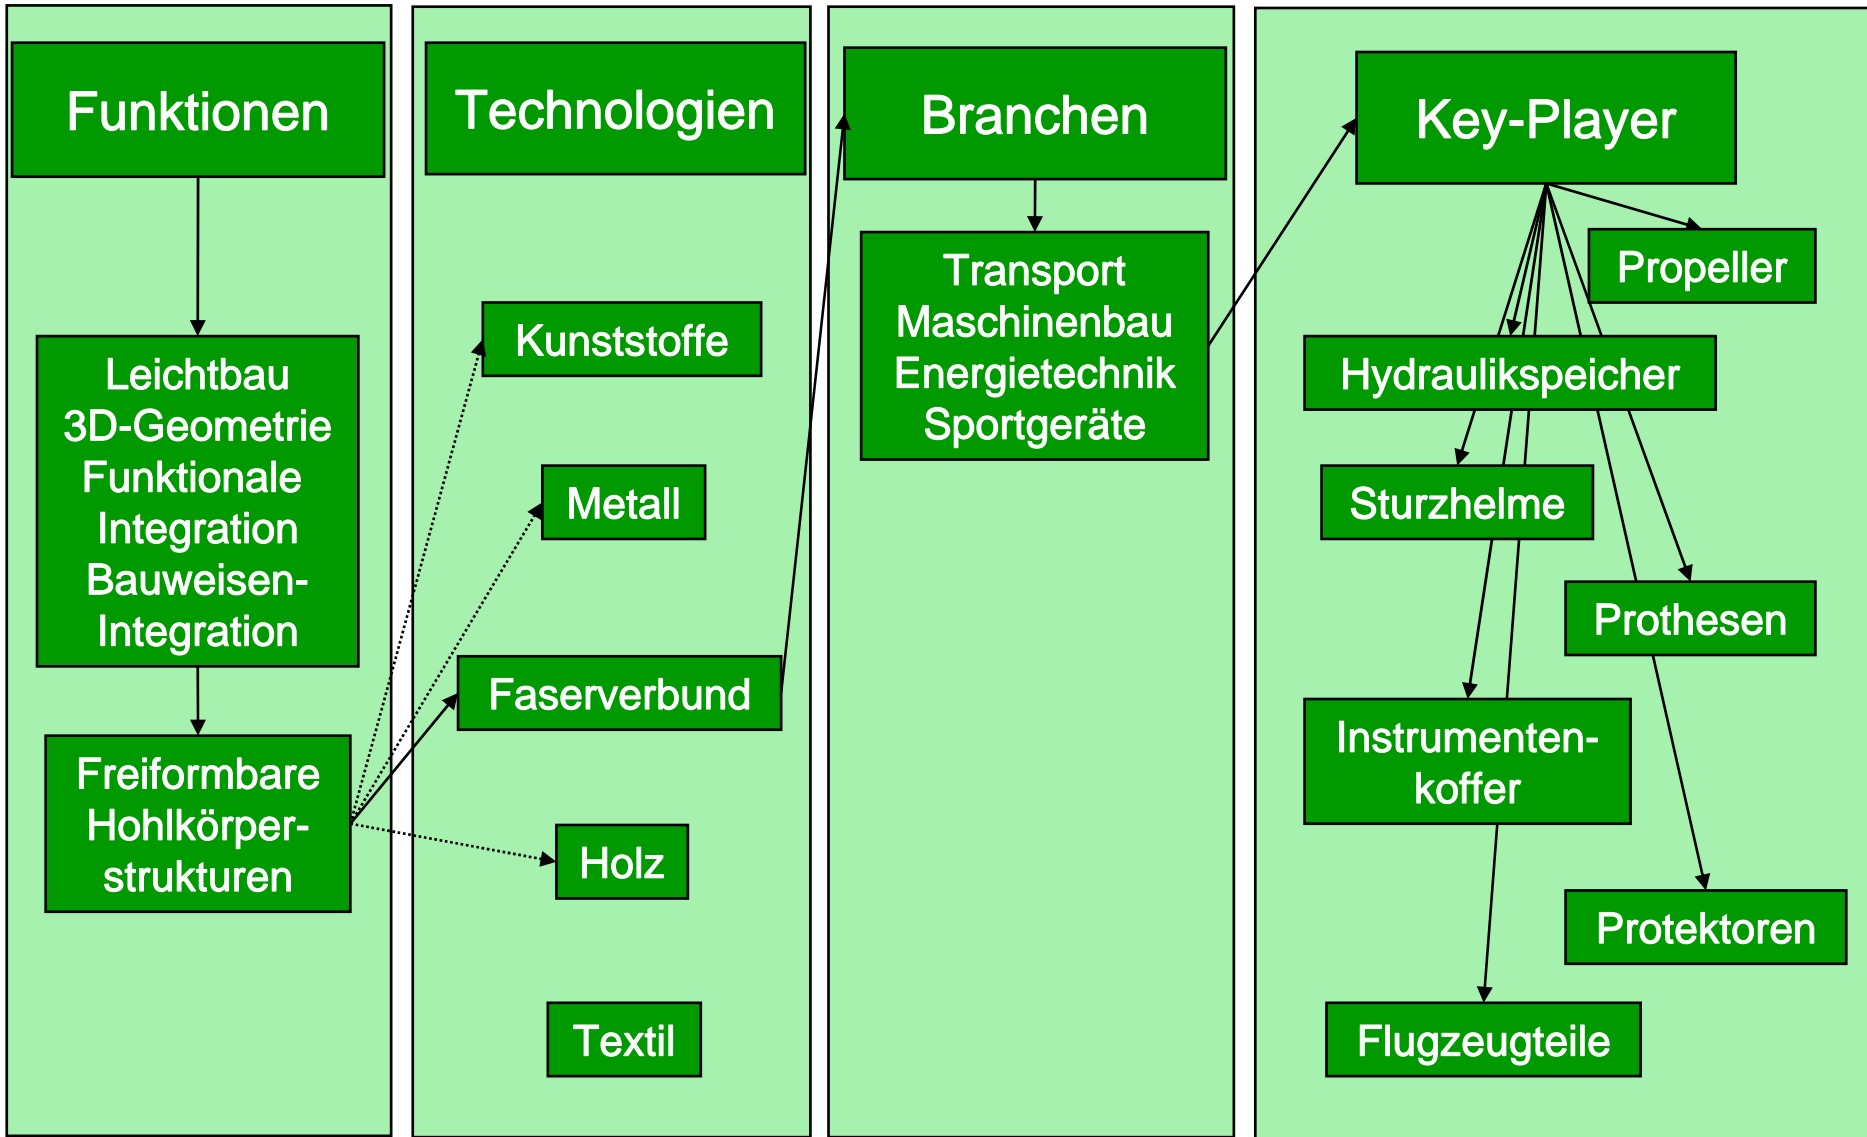 Funktionen
Leichtbau
3D-Geometrie
Funktionale
Integration
Bauweisen-
Integration
Freiformbare
Hohlkörper-
strukturen
Technologien
Kunststoffe
Metall
Faserverbund
Holz
Textil
Branchen
Transport
Maschinenbau
Energietechnik
Sportgeräte
Key-Player
Propeller
Hydraulikspeicher
Sturzhelme
Prothesen
Instrumenten-
koffer
Protektoren
Flugzeugteile